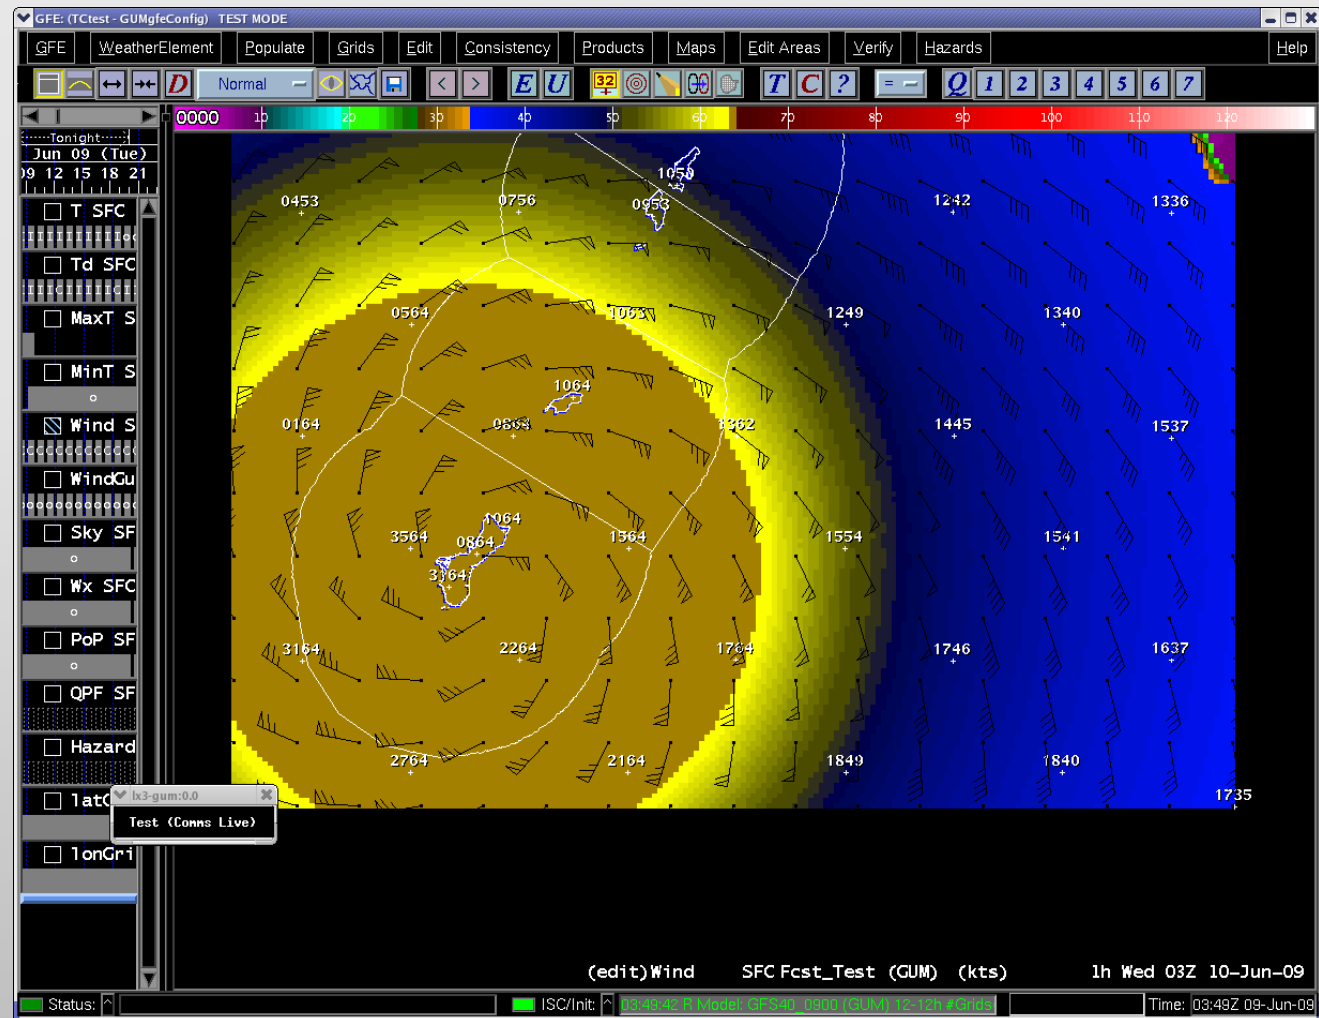 GFE: (TCtest - GUMgfeConfig) TEST MODE
GFE WeatherElement Populate Grids Edit Consistency Products Maps Edit Areas Verify Hazards Help
D Normal < > E U 32 T C ? = Q 1 2 3 4 5 6 7
0000 10 20 30 40 50 60 70 80 90 100 110 120
Tonight
Jun 09 (Tue)
09 12 15 18 21
T SFC
Td SFC
MaxT S
MinT S
Wind S
WindGu
Sky SF
Wx SFC
PoP SF
QPF SF
Hazard
latG
lonGri
1050
0453 0756 0953 1242 1336
0564 1063 1249 1340
1064
0164 0864 1362 1445 1537
1064
3564 0864 1564 1554 1541
3164
3164 2264 1764 1746 1637
2764 2164 1849 1840
1735
lx3-gum:0.0
Test (Comms Live)
(edit)Wind SFC Fcst_Test (GUM) (kts) 1h Wed 03Z 10-Jun-09
Status: ISC/Init: 03:49:42 R Model: GFS40_0900 (GUM) 12-12h #Grids Time: 03:49Z 09-Jun-09